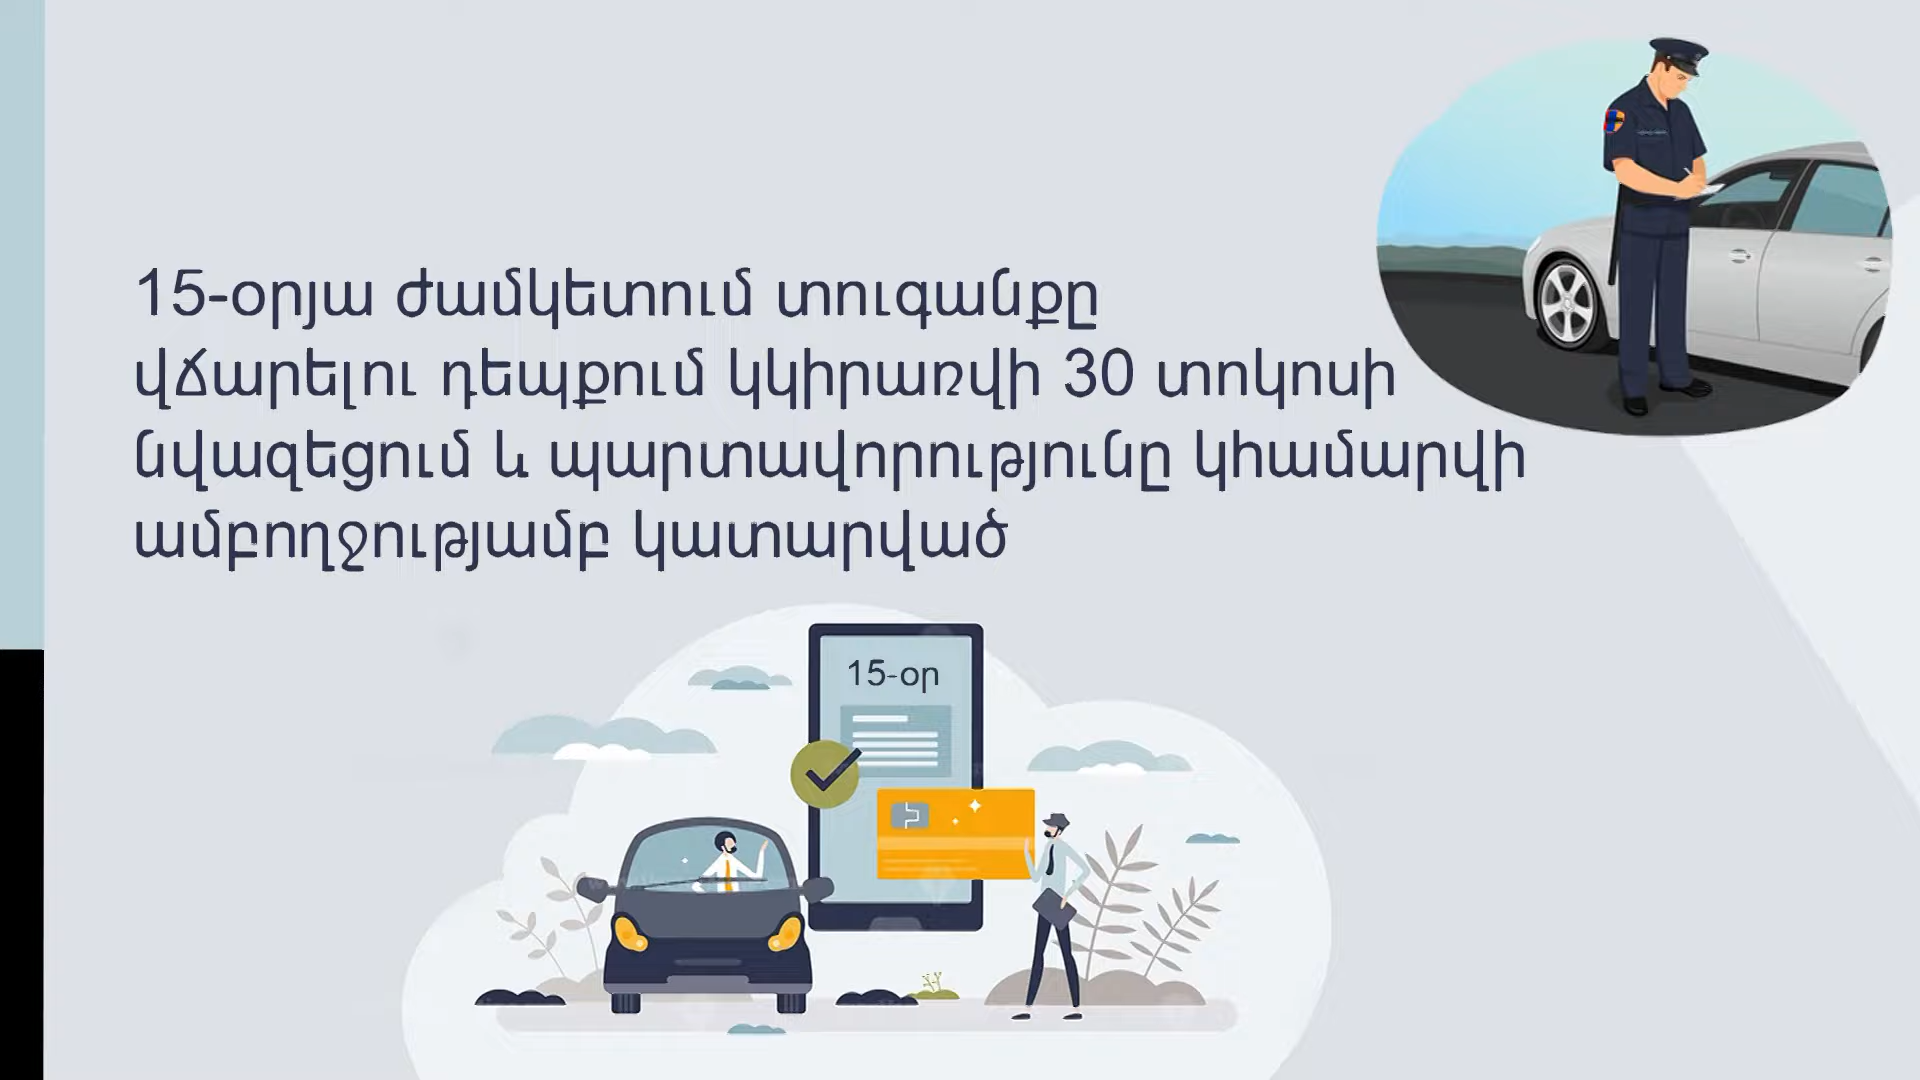 15-օրյա ժամկետում տուգանքը
վճարելու դեպքում կկիրառվի 30 տոկոսի
նվազեցում և պարտավորությունը կհամարվի
ամբողջությամբ կատարված
15-օր